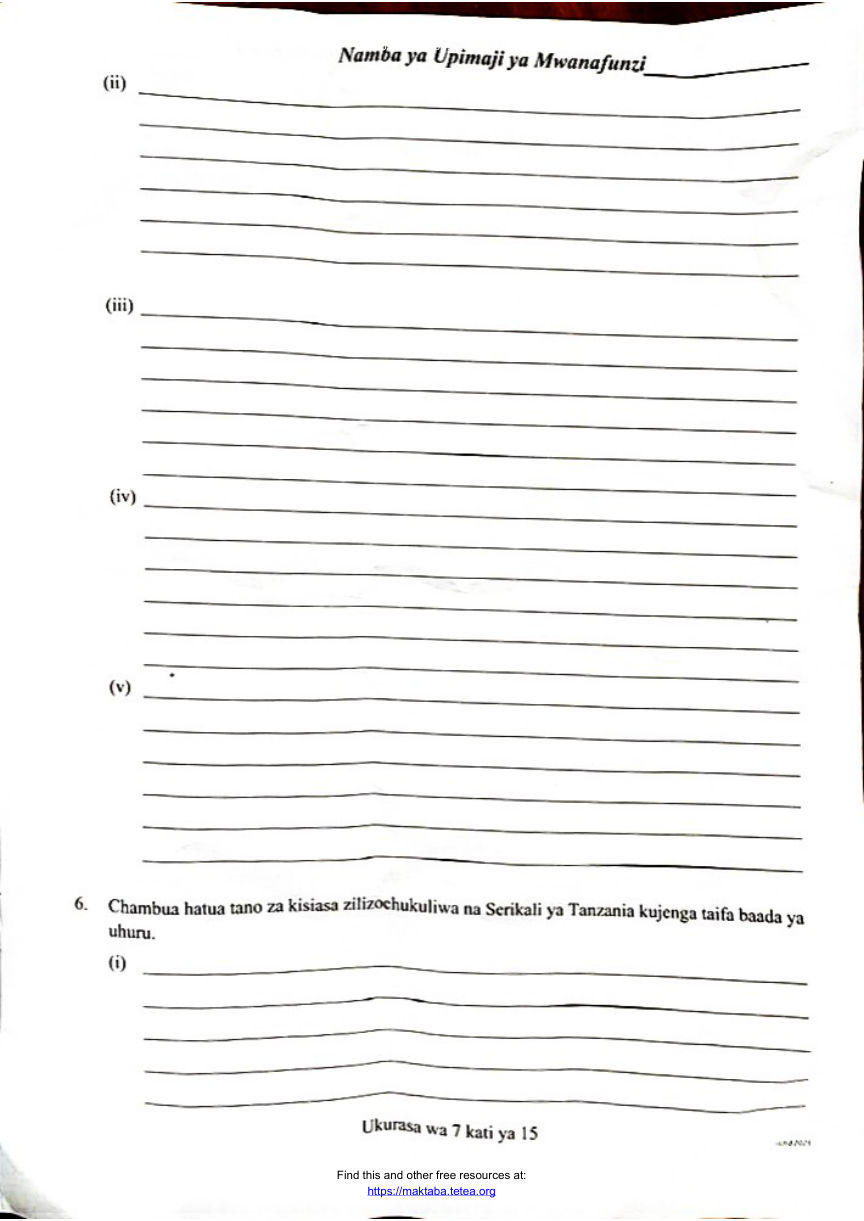 Namba ya Upimaji ya Mwanafunzi
(ii)
(iii)
(iv)
(v)
6. Chambua hatua tano za kisiasa zilizochukuliwa na Serikali ya Tanzania kujenga taifa baada ya
uhuru.
(i)
Ukurasa wa 7 kati ya 15
Find this and other free resources at:
https://maktaba.tetea.org